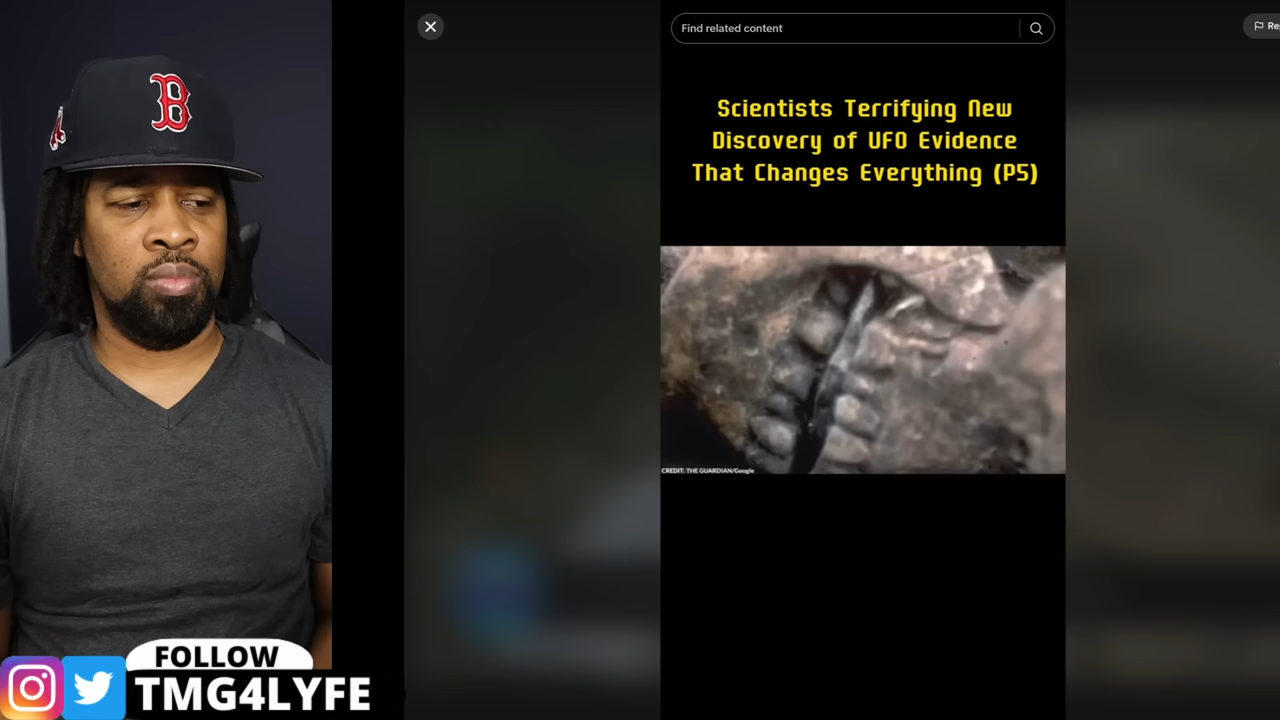 B
Find related content
Re
Scientists Terrifying New
Discovery of UFO Evidence
That Changes Everything (P5)
CREDIT: THE GUARDIAN/Google
FOLLOW
TMG4LYFE